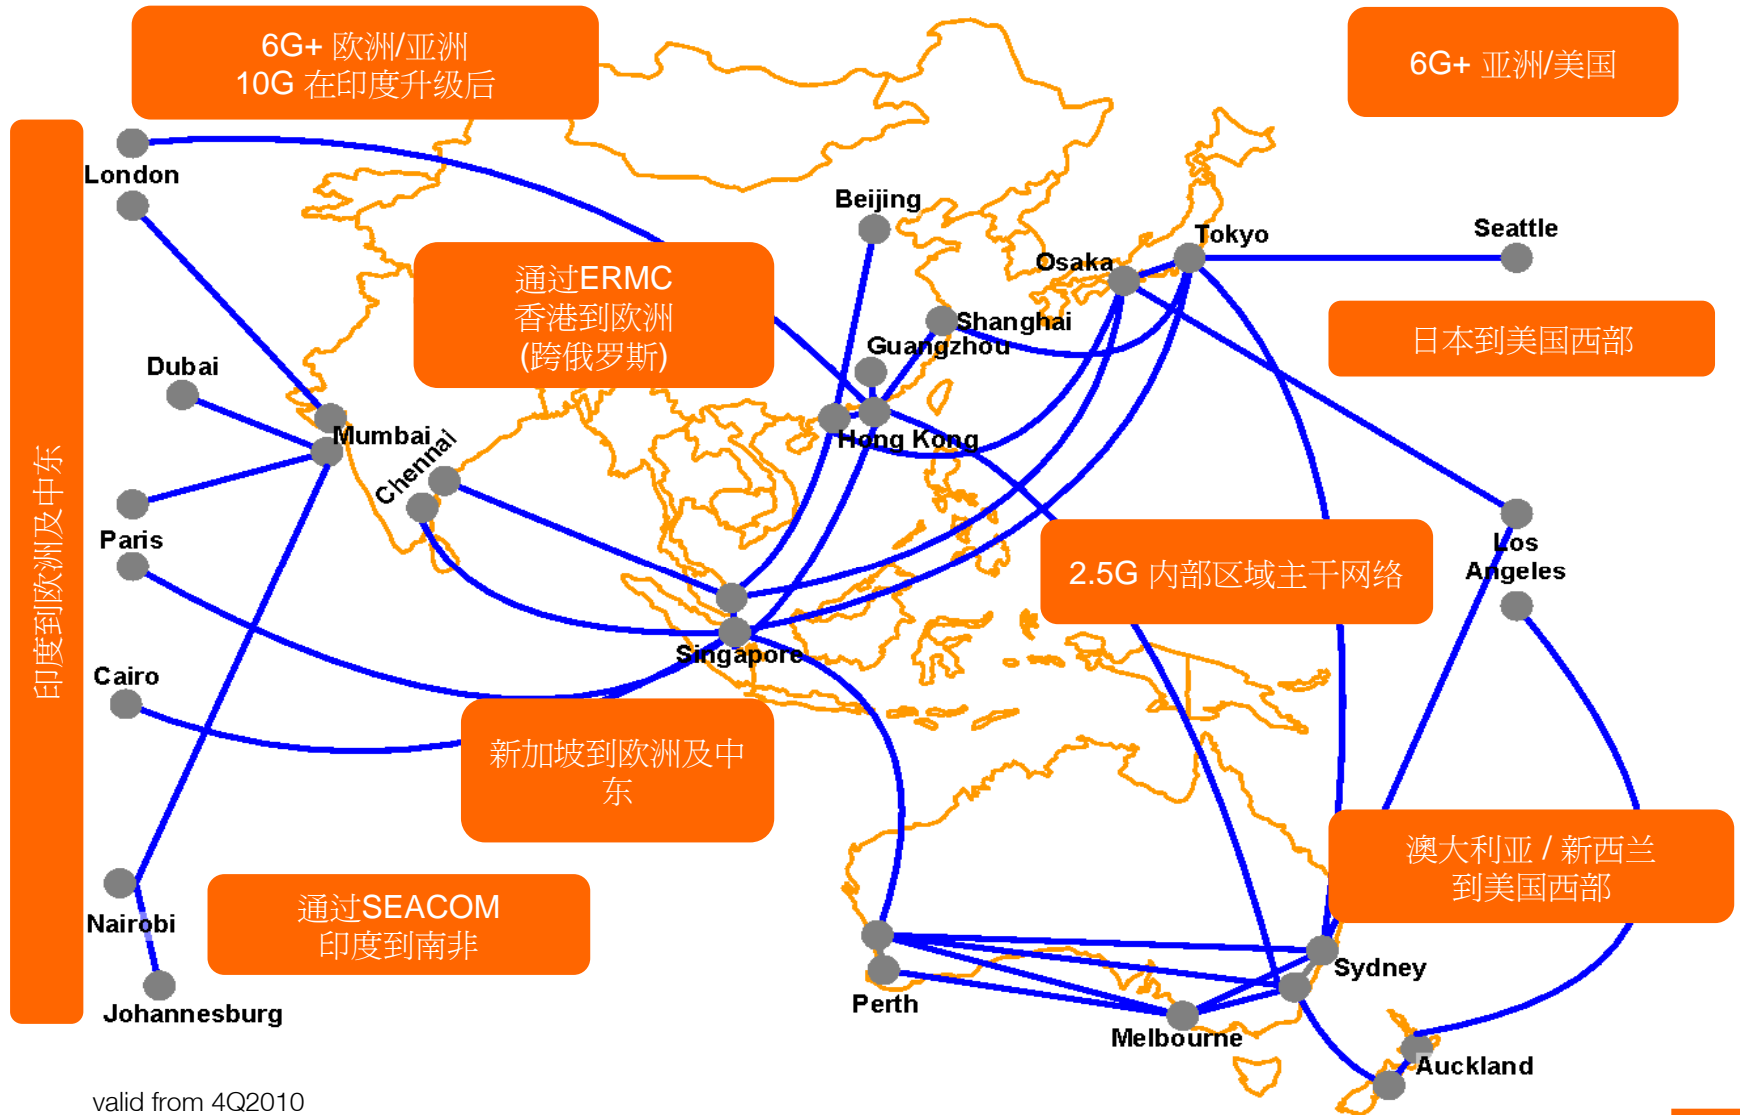 6G+ 欧洲/亚洲
10G 在印度升级后
6G+ 亚洲/美国
London
Beijing
Tokyo
Seattle
Osaka
通过ERMC
香港到欧洲
(跨俄罗斯)
Shanghai
Guangzhou
日本到美国西部
Dubai
Mumbai
Hong Kong
Chennai
印度到欧洲及中东
Paris
Los
Angeles
2.5G 内部区域主干网络
Singapore
Cairo
新加坡到欧洲及中
东
澳大利亚 / 新西兰
到美国西部
Nairobi
通过SEACOM
印度到南非
Sydney
Perth
Johannesburg
Melbourne
Auckland
valid from 4Q2010